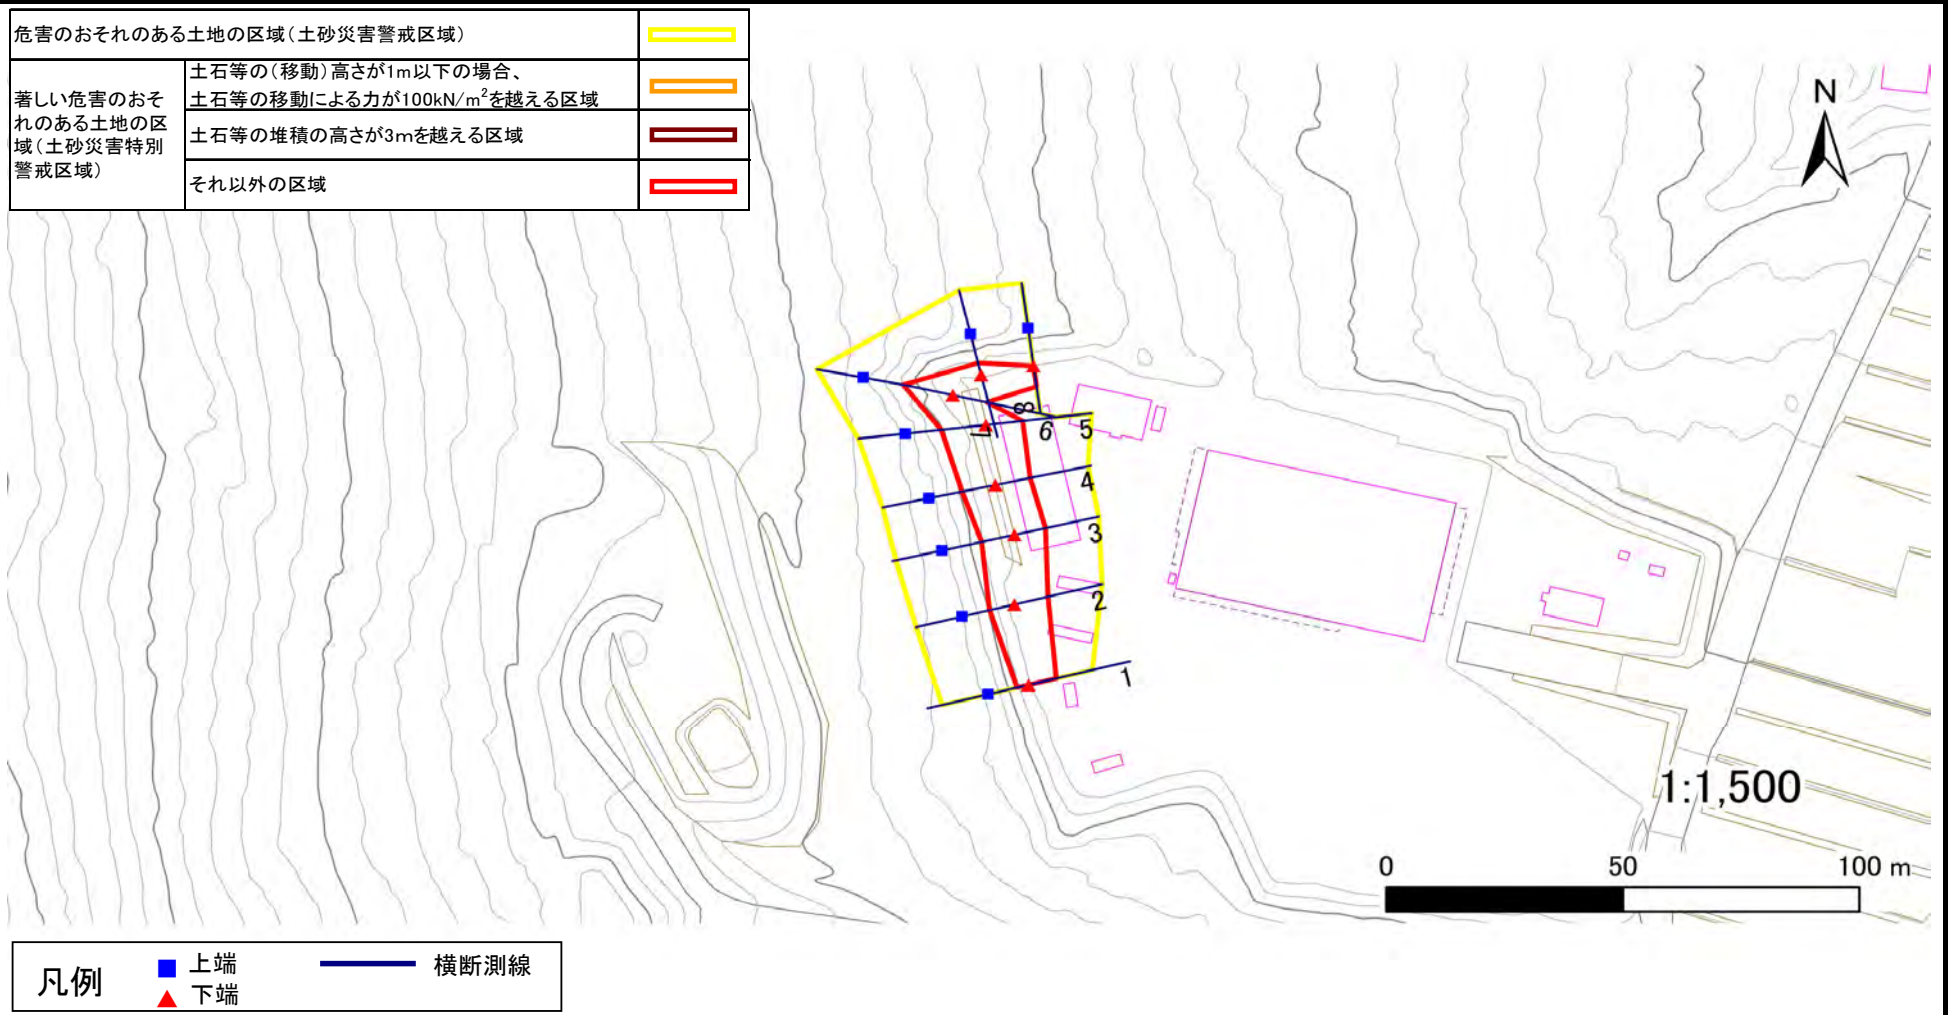 危害のおそれのある土地の区域(土砂災害警戒区域)
著しい危害のおそ
れのある土地の区
域(土砂災害特別
警戒区域)
土石等の(移動)高さが1m以下の場合、
土石等の移動による力が100kN/m²を越える区域
土石等の堆積の高さが3mを越える区域
それ以外の区域
N
8
7
6
5
4
3
2
1
1:1,500
0 50 100 m
凡例
上端
下端
横断測線